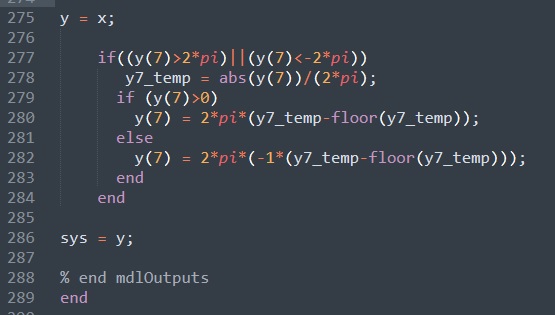 275 y = x;
276
277 if((y(7)>2*pi)||(y(7)<-2*pi))
278 y7_temp = abs(y(7))/(2*pi);
279 if (y(7)>0)
280 y(7) = 2*pi*(y7_temp-floor(y7_temp));
281 else
282 y(7) = 2*pi*(-1*(y7_temp-floor(y7_temp)));
283 end
284 end
285
286 sys = y;
287
288 % end mdlOutputs
289 end